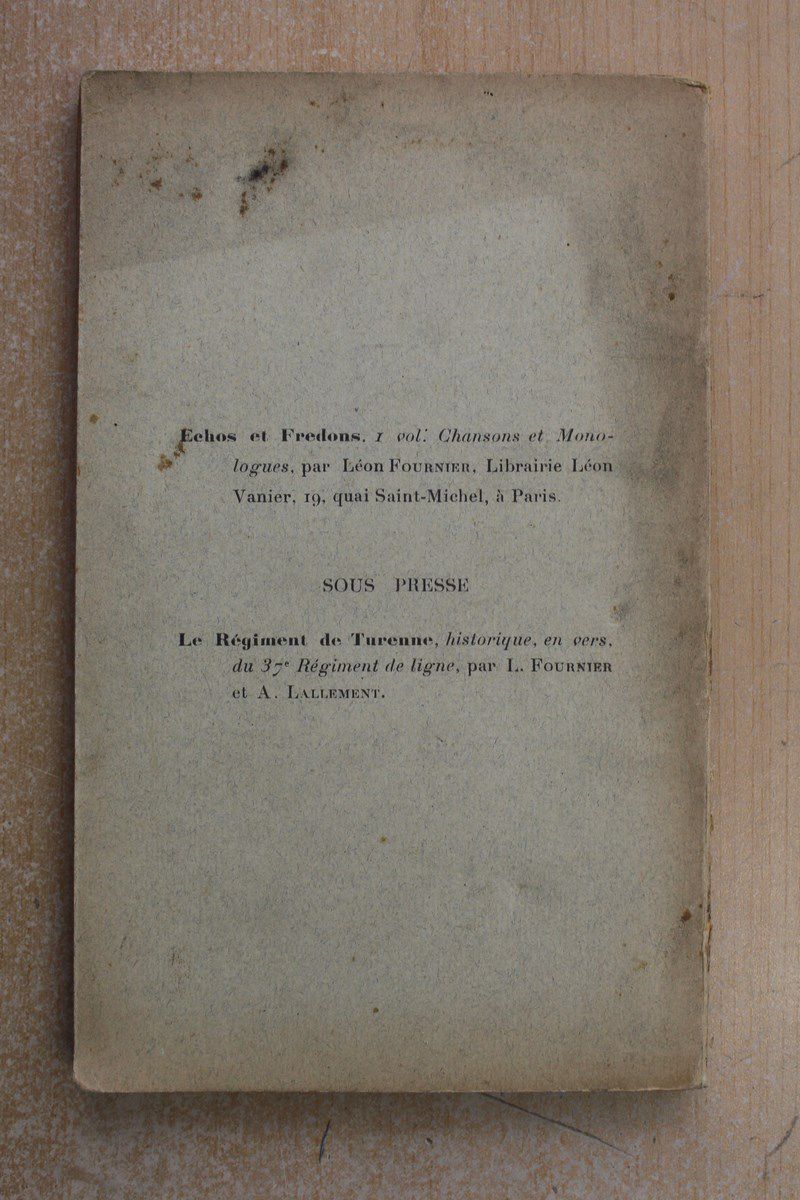 Echos et Fredons, 1 vol. Chansons et Mono-
logues, par Léon FOURNIER, Librairie Léon
Vanier, 19, quai Saint-Michel, à Paris.
SOUS PRESSE
Le Régiment de Turenne, historique, en vers,
du 37e Régiment de ligne, par L. FOURNIER
et A. LALLEMENT.